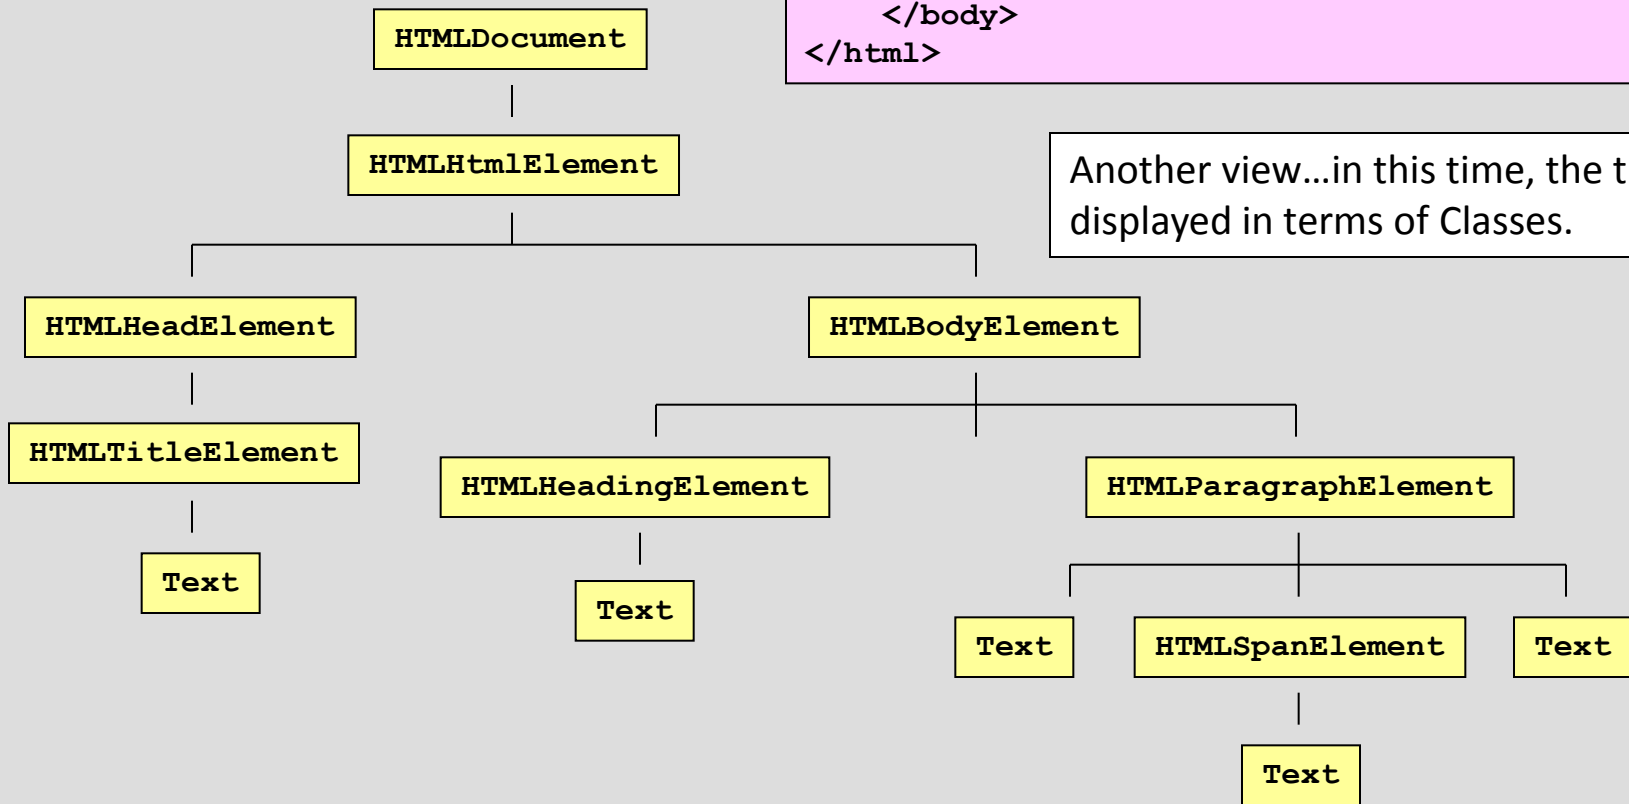 </body>
</html>
HTMLDocument
HTMLHtmlElement
Another view…in this time, the t
displayed in terms of Classes.
HTMLHeadElement
HTMLBodyElement
HTMLTitleElement
HTMLHeadingElement
HTMLParagraphElement
Text
Text
Text
HTMLSpanElement
Text
Text